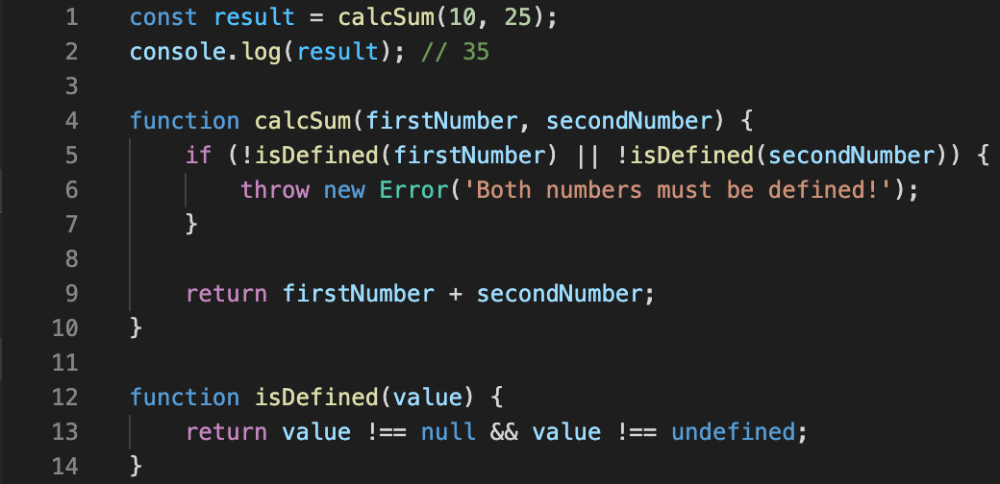 1 const result = calcSum(10, 25);
2 console.log(result); // 35
3
4 function calcSum(firstNumber, secondNumber) {
5     if (!isDefined(firstNumber) || !isDefined(secondNumber)) {
6         throw new Error('Both numbers must be defined!');
7     }
8
9     return firstNumber + secondNumber;
10 }
11
12 function isDefined(value) {
13     return value !== null && value !== undefined;
14 }